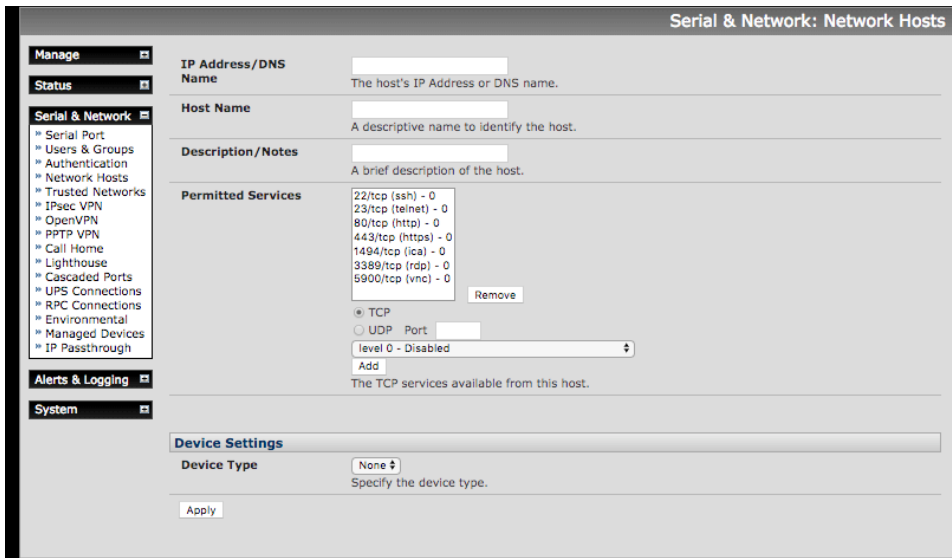 Serial & Network: Network Hosts
Manage
Status
Serial & Network
» Serial Port
» Users & Groups
» Authentication
» Network Hosts
» Trusted Networks
» IPsec VPN
» OpenVPN
» PPTP VPN
» Call Home
» Lighthouse
» Cascaded Ports
» UPS Connections
» RPC Connections
» Environmental
» Managed Devices
» IP Passthrough
Alerts & Logging
System
IP Address/DNS
Name
The host's IP Address or DNS name.
Host Name
A descriptive name to identify the host.
Description/Notes
A brief description of the host.
Permitted Services
22/tcp (ssh) - 0
23/tcp (telnet) - 0
80/tcp (http) - 0
443/tcp (https) - 0
1494/tcp (ica) - 0
3389/tcp (rdp) - 0
5900/tcp (vnc) - 0
Remove
TCP
UDP Port
level 0 - Disabled
Add
The TCP services available from this host.
Device Settings
Device Type
None
Specify the device type.
Apply